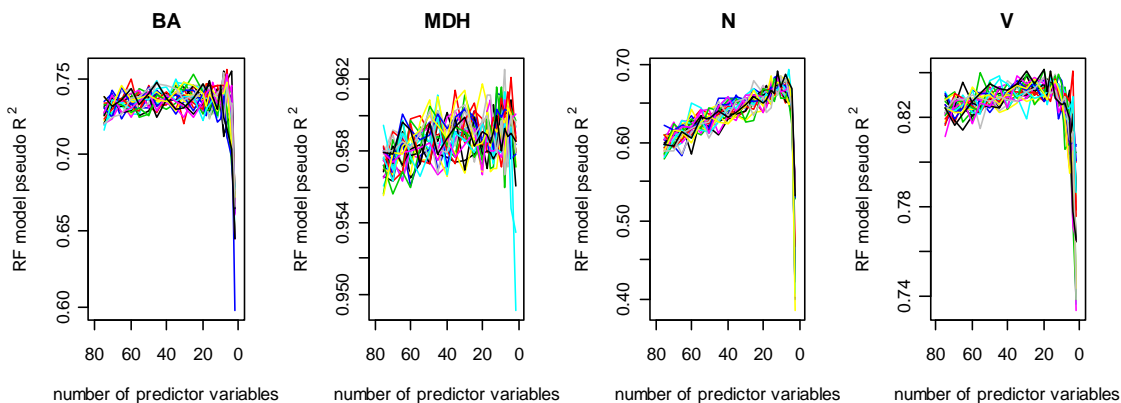 BA
MDH
N
V
RF model pseudo R²
0.60
0.65
0.70
0.75
80 60 40 20 0
number of predictor variables
RF model pseudo R²
0.950
0.954
0.958
0.962
80 60 40 20 0
number of predictor variables
RF model pseudo R²
0.40
0.50
0.60
0.70
80 60 40 20 0
number of predictor variables
RF model pseudo R²
0.74
0.78
0.82
80 60 40 20 0
number of predictor variables